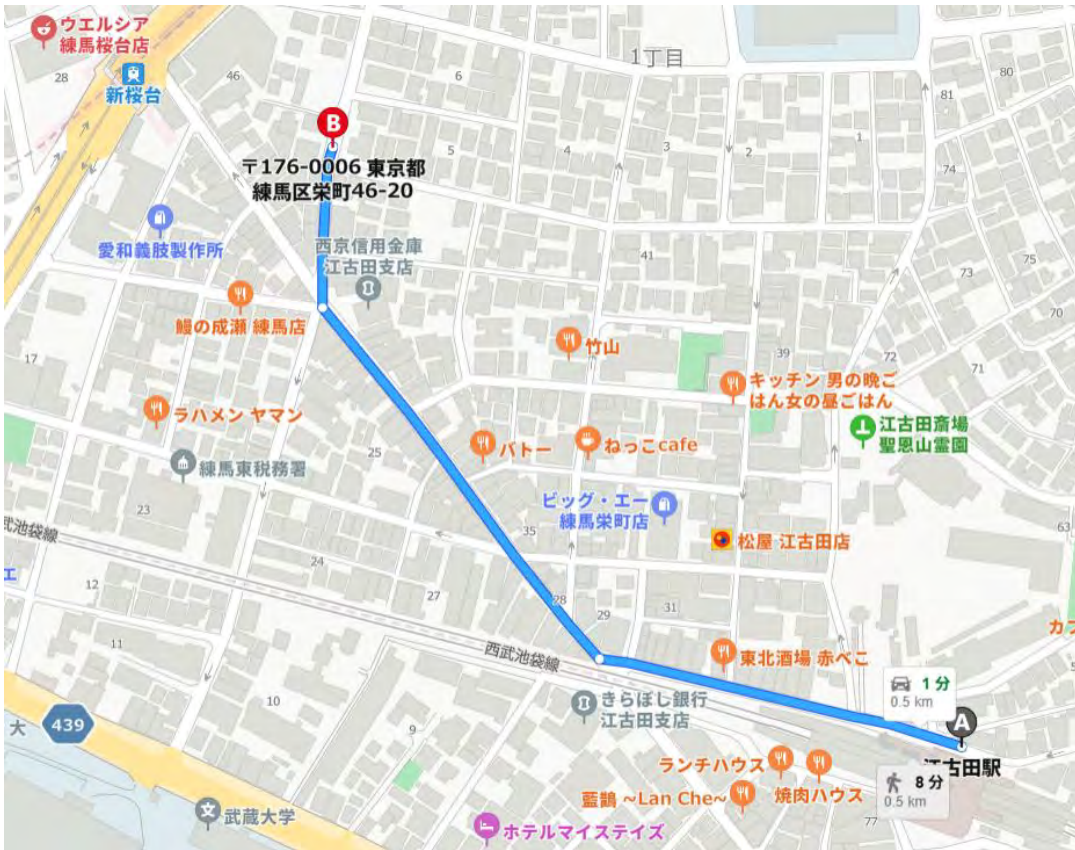 ウエルシア
練馬桜台店
28
新桜台
46
6
1丁目
80
81
B
〒176-0006 東京都
練馬区栄町46-20
5
4
3
2
1
74
愛和義肢製作所
西京信用金庫
江古田支店
41
73
75
鰻の成瀬 練馬店
70
17
竹山
39
72
71
キッチン 男の晩ご
はん女の昼ごはん
ラハメン ヤマン
江古田斎場
聖恩山霊園
バトー
ねっこcafe
25
練馬東税務署
ビッグ・エー
練馬栄町店
23
63
武池袋線
35
松屋 江古田店
24
エ
12
27
28
29
31
カフ
11
西武池袋線
東北酒場 赤べこ
1 分
0.5 km
10
きらぼし銀行
江古田支店
A
大
439
9
ランチハウス
江古田駅
8 分
0.5 km
藍鵲 ~Lan Che~
焼肉ハウス
武蔵大学
77
ホテルマイステイズ